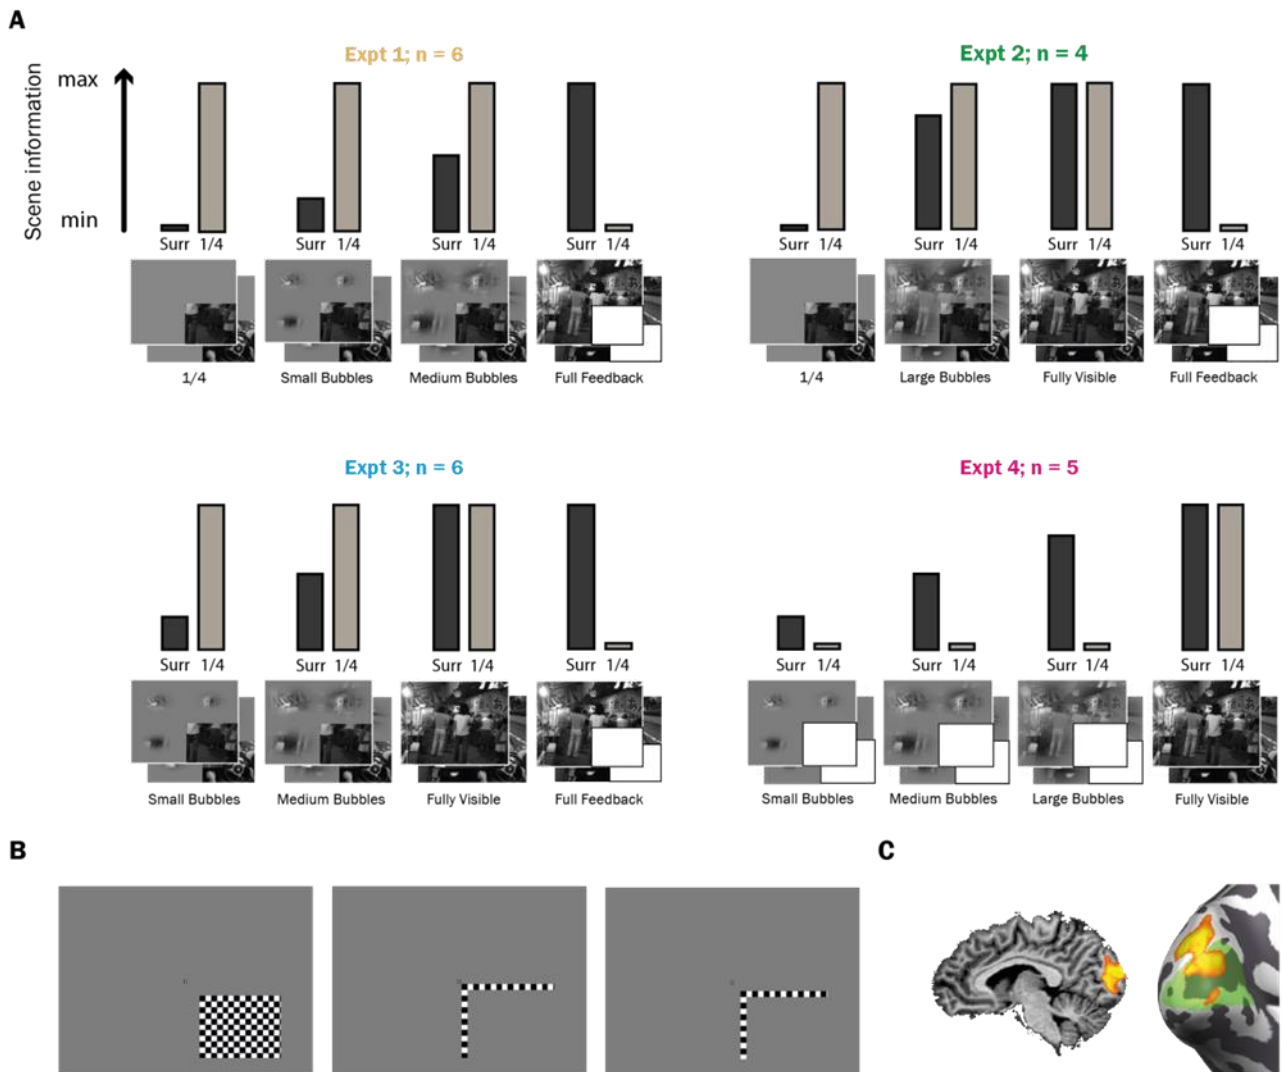 A
Expt 1; n = 6
Expt 2; n = 4
Scene information
max
min
Surr 1/4 Surr 1/4 Surr 1/4 Surr 1/4
Surr 1/4 Surr 1/4 Surr 1/4 Surr 1/4
1/4 Small Bubbles Medium Bubbles Full Feedback
1/4 Large Bubbles Fully Visible Full Feedback
Expt 3; n = 6
Expt 4; n = 5
Surr 1/4 Surr 1/4 Surr 1/4 Surr 1/4
Surr 1/4 Surr 1/4 Surr 1/4 Surr 1/4
Small Bubbles Medium Bubbles Fully Visible Full Feedback
Small Bubbles Medium Bubbles Large Bubbles Fully Visible
B
C